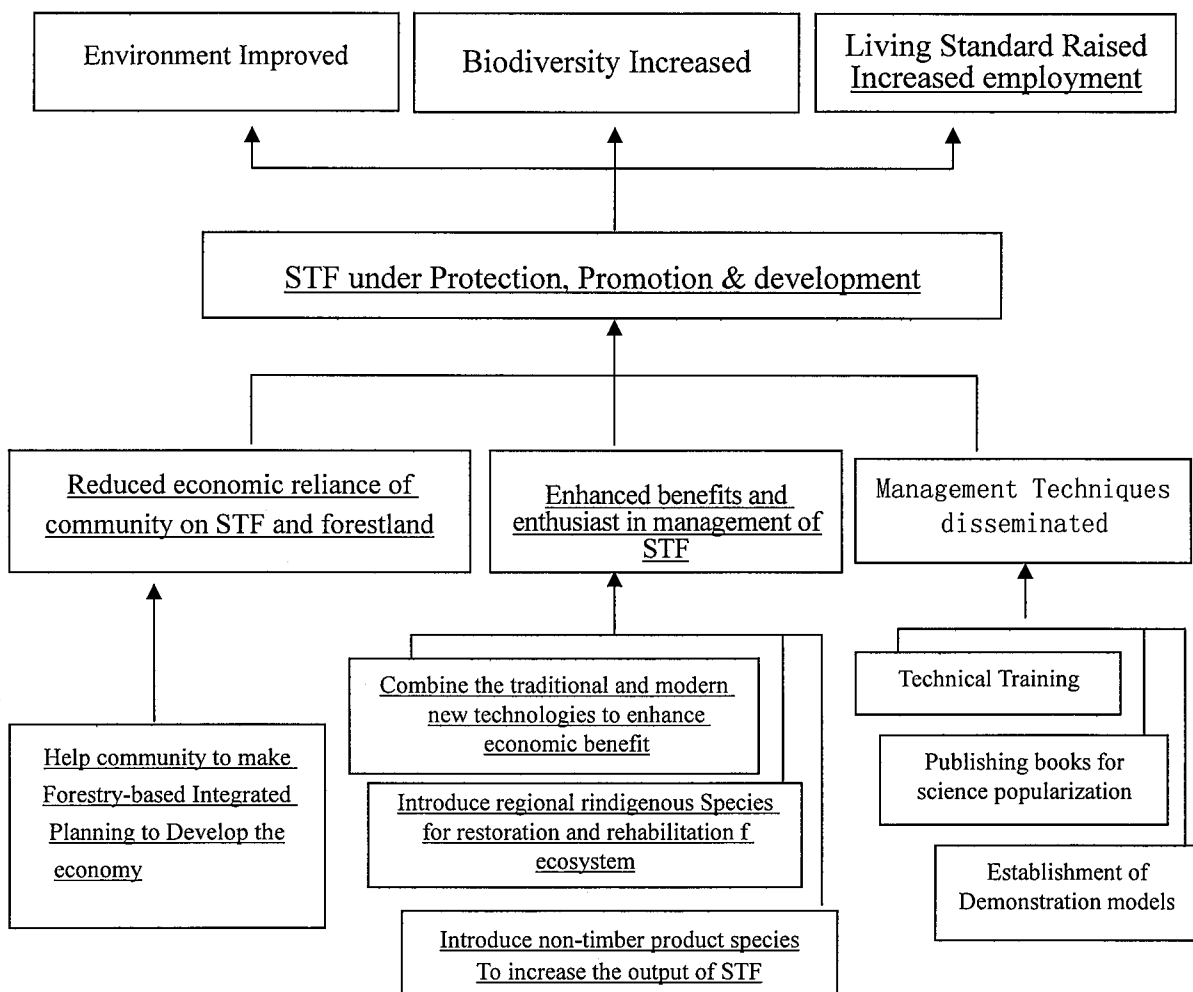 Environment Improved
Biodiversity Increased
Living Standard Raised
Increased employment
STF under Protection, Promotion & development
Reduced economic reliance of
community on STF and forestland
Enhanced benefits and
enthusiast in management of
STF
Management Techniques
disseminated
Help community to make
Forestry-based Integrated
Planning to Develop the
economy
Combine the traditional and modern
new technologies to enhance
economic benefit
Introduce regional rindigenous Species
for restoration and rehabilitation f
ecosystem
Introduce non-timber product species
To increase the output of STF
Technical Training
Publishing books for
science popularization
Establishment of
Demonstration models